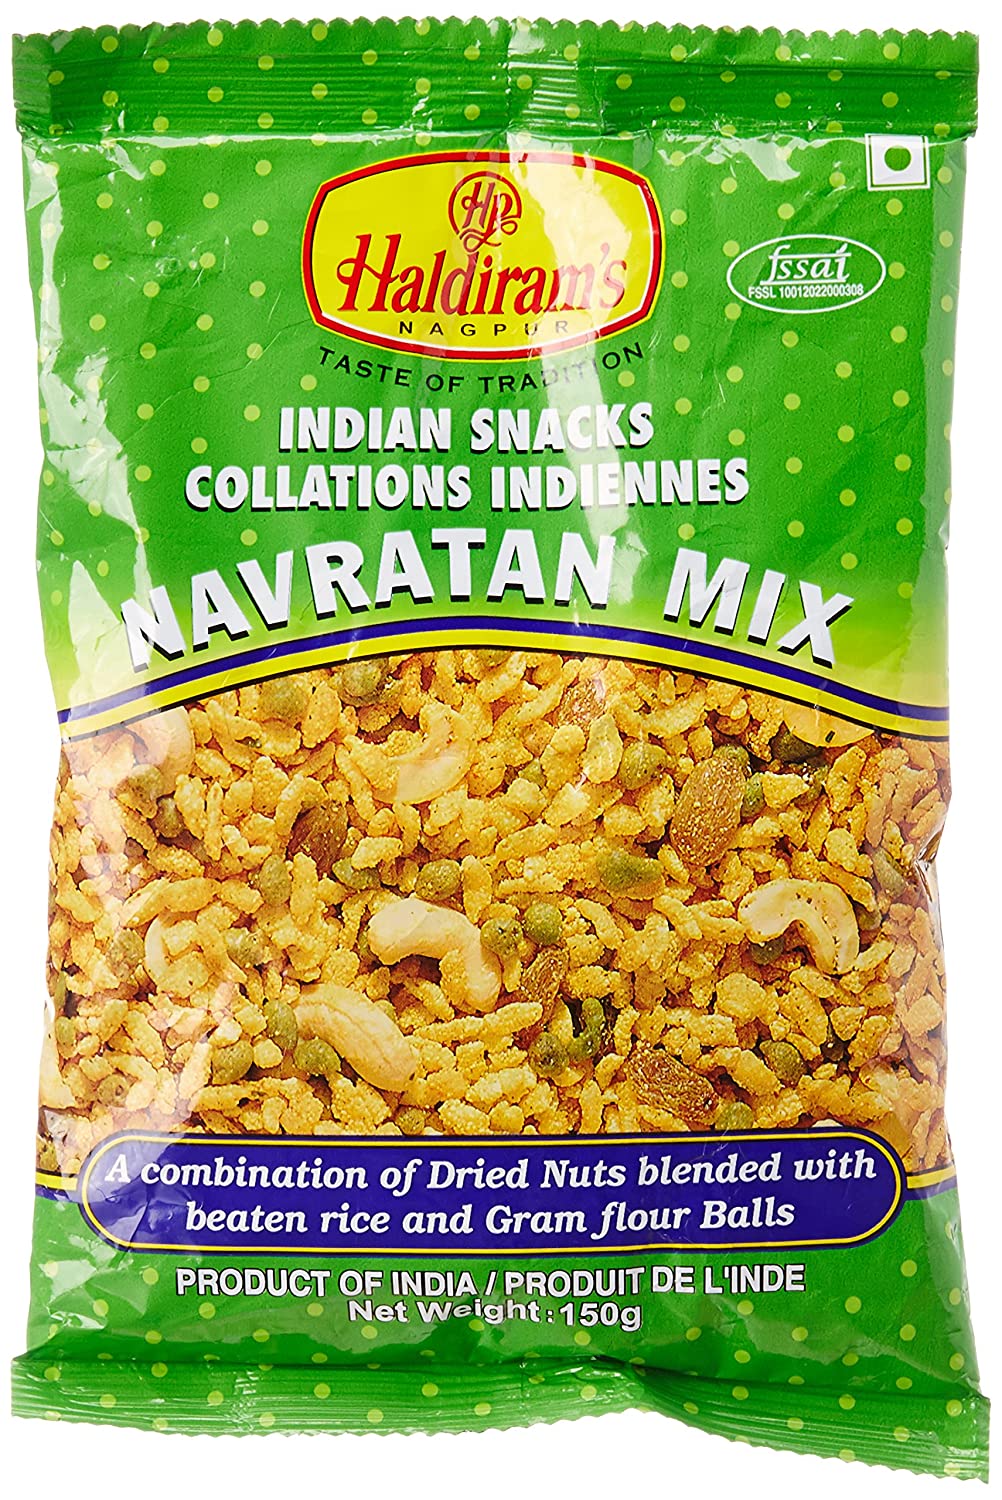 HR
Haldiram's
NAGPUR
TASTE OF TRADITION
fssai
FSSL 10012022000308
INDIAN SNACKS
COLLATIONS INDIENNES
NAVRATAN MIX
A combination of Dried Nuts blended with
beaten rice and Gram flour Balls
PRODUCT OF INDIA / PRODUIT DE L'INDE
Net Weight: 150g